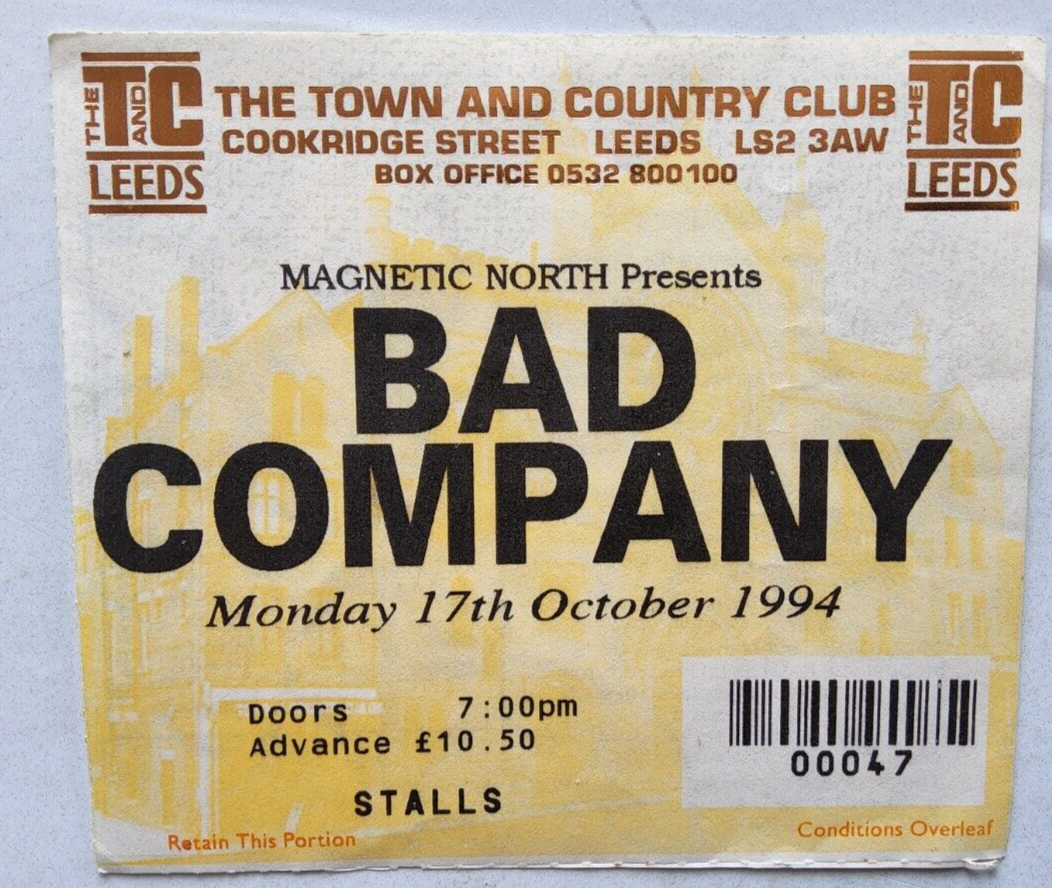 THE T AND C LEEDS
THE TOWN AND COUNTRY CLUB
COOKRIDGE STREET LEEDS LS2 3AW
BOX OFFICE 0532 800100
THE T AND C LEEDS
MAGNETIC NORTH Presents
BAD
COMPANY
Monday 17th October 1994
Doors 7:00pm
Advance £10.50
STALLS
00047
Retain This Portion
Conditions Overleaf